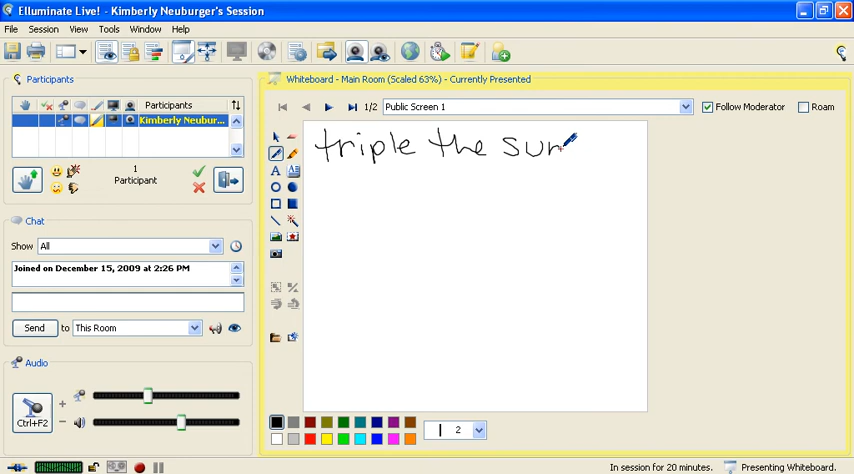 Elluminate Live! - Kimberly Neuburger's Session
File Session View Tools Window Help
Participants
Participants
Kimberly Neubur...
1
Participant
Chat
Show All
Joined on December 15, 2009 at 2:26 PM
Send to This Room
Audio
Ctrl+F2
Whiteboard - Main Room (Scaled 63%) - Currently Presented
1/2 Public Screen 1 Follow Moderator Roam
triple the sur
2
In session for 20 minutes. Presenting Whiteboard.